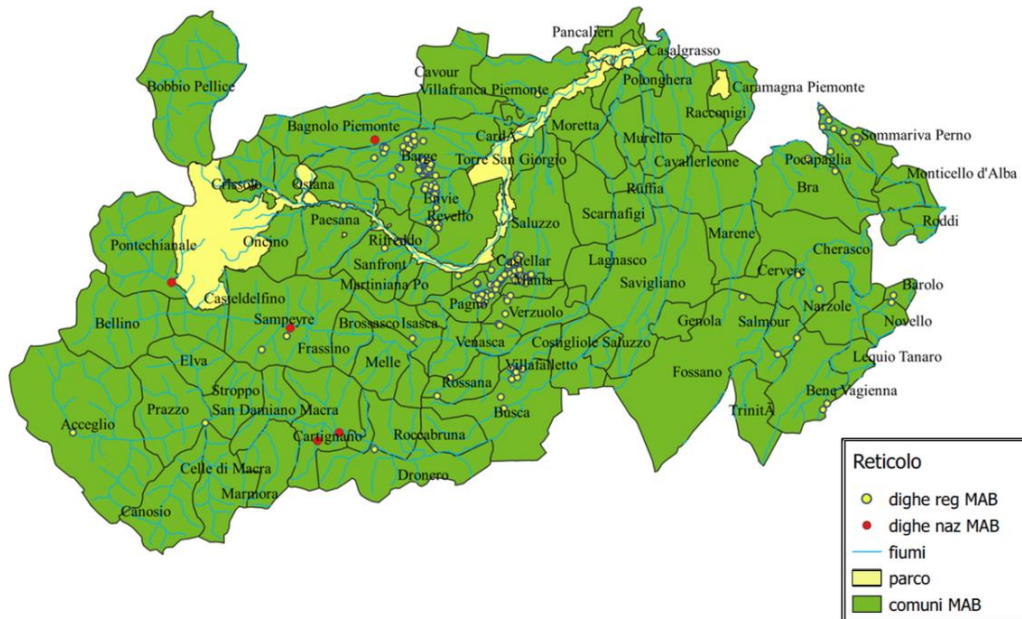 Pancalieri
Casalgrasso
Cavour
Polonghera
Bobbio Pellice
Villafranca Piemonte
Caramagna Piemonte
Racconigi
Bagnolo Piemonte
CardÃ
Moretta
Murello
Sommariva Perno
Barge
Torre San Giorgio
Cavallerleone
Pocapaglia
Monticello d'Alba
Crissolo
Ostana
Envie
Ruffia
Bra
Paesana
Revello
Saluzzo
Scarnafigi
Roddi
Pontechianale
Oncino
Rifreddo
Marene
Cherasco
Sanfront
Castellar
Lagnasco
Cervere
Martiniana Po
Manta
Savigliano
Barolo
Casteldelfino
Pagno
Verzuolo
Narzole
Bellino
Sampeyre
Brossasco
Isasca
Genola
Salmour
Novello
Frassino
Venasca
Costigliole Saluzzo
Elva
Melle
Villafalletto
Lequio Tanaro
Rossana
Fossano
Stroppo
Bene Vagienna
Prazzo
San Damiano Macra
Busca
TrinitÃ
Acceglio
Cartignano
Roccabruna
Celle di Macra
Dronero
Marmora
Canosio
Reticolo
dighe reg MAB
dighe naz MAB
fiumi
parco
comuni MAB